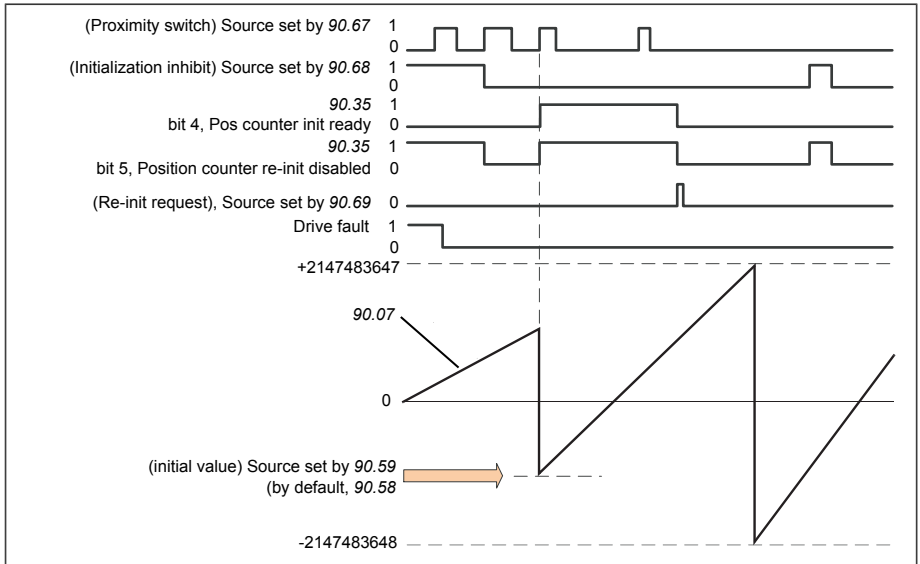 (Proximity switch) Source set by 90.67 1
0
(Initialization inhibit) Source set by 90.68 1
0
90.35 1
bit 4, Pos counter init ready 0
90.35 1
bit 5, Position counter re-init disabled 0
(Re-init request), Source set by 90.69 0
Drive fault 1
0
+2147483647
90.07
0
(initial value) Source set by 90.59
(by default, 90.58
-2147483648